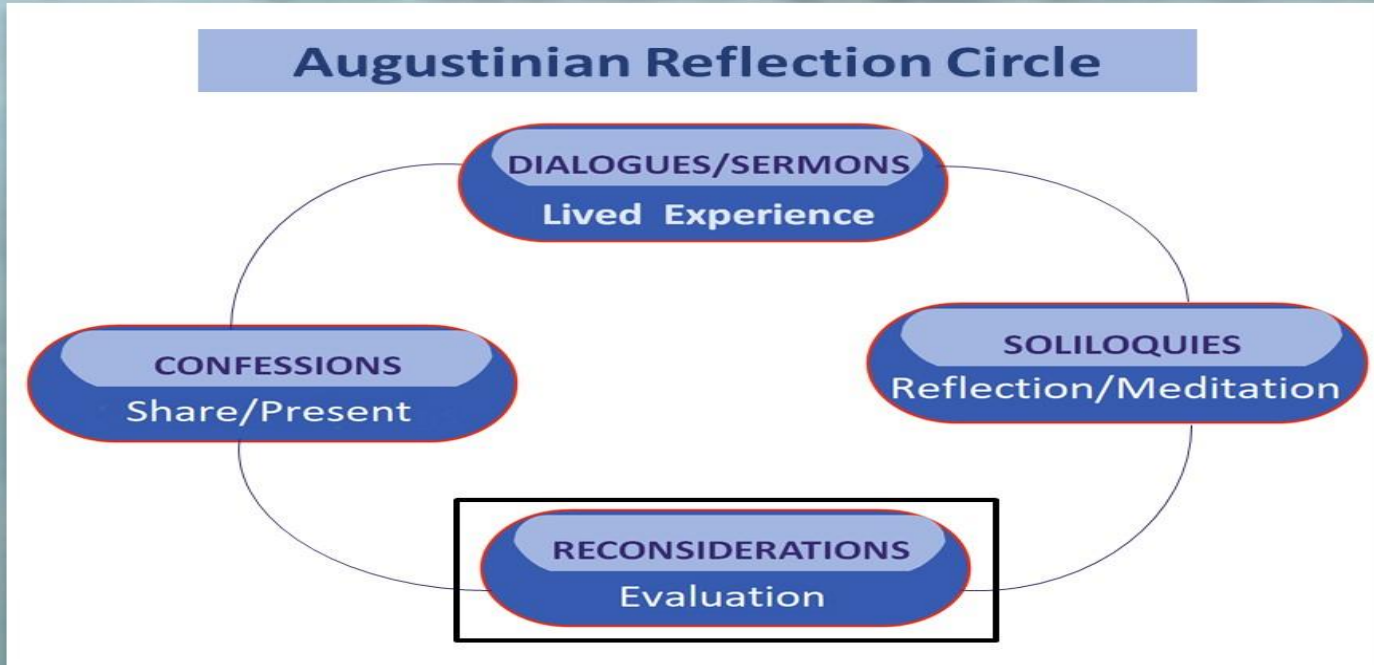 Augustinian Reflection Circle
DIALOGUES/SERMONS
Lived Experience
CONFESSIONS
Share/Present
SOLILOQUIES
Reflection/Meditation
RECONSIDERATIONS
Evaluation